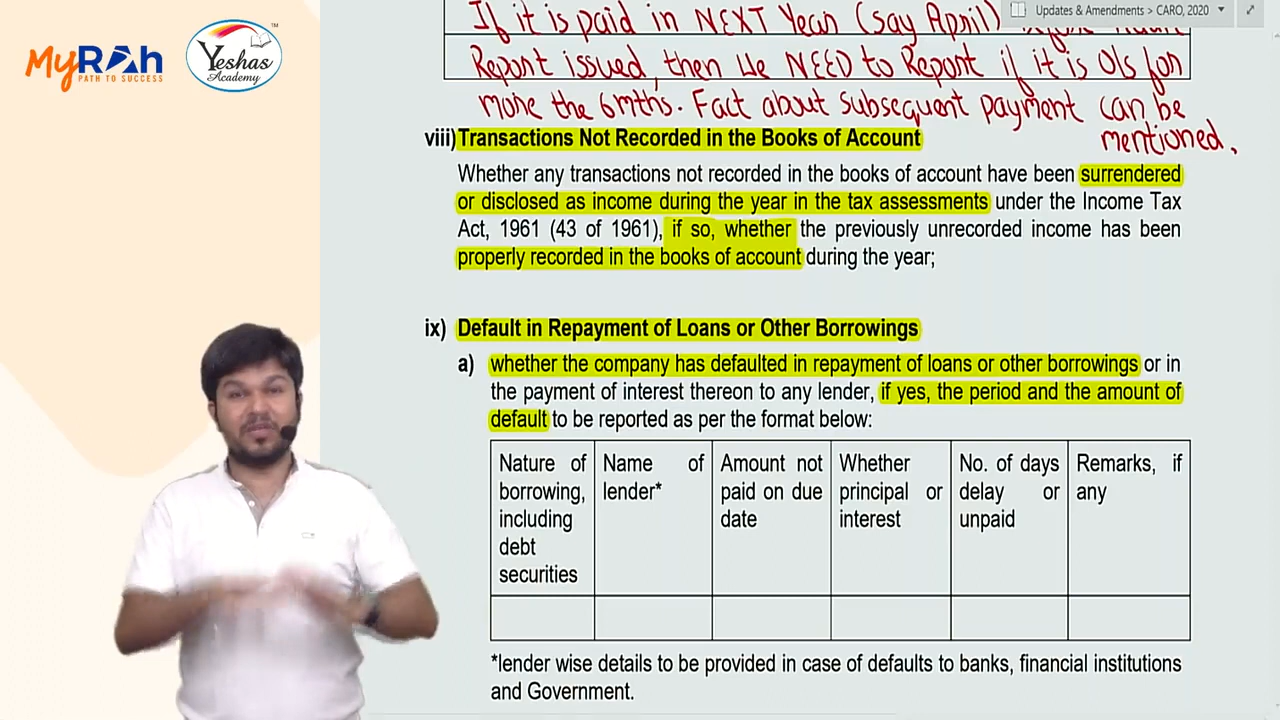 MyRAh
PATH TO SUCCESS
Yeshas
Academy
TM
Updates & Amendments > CARO, 2020
If it is paid in NEXT Year (say April)
Report issued, then We NEED to Report if it is O/s for
more the 6mths. Fact about subsequent payment can be
mentioned.
viii) Transactions Not Recorded in the Books of Account
Whether any transactions not recorded in the books of account have been surrendered
or disclosed as income during the year in the tax assessments under the Income Tax
Act, 1961 (43 of 1961), if so, whether the previously unrecorded income has been
properly recorded in the books of account during the year;
ix) Default in Repayment of Loans or Other Borrowings
a) whether the company has defaulted in repayment of loans or other borrowings or in
the payment of interest thereon to any lender, if yes, the period and the amount of
default to be reported as per the format below:
Nature of borrowing, including debt securities
Name of lender*
Amount not paid on due date
Whether principal or interest
No. of days delay or unpaid
Remarks, if any
*lender wise details to be provided in case of defaults to banks, financial institutions
and Government.